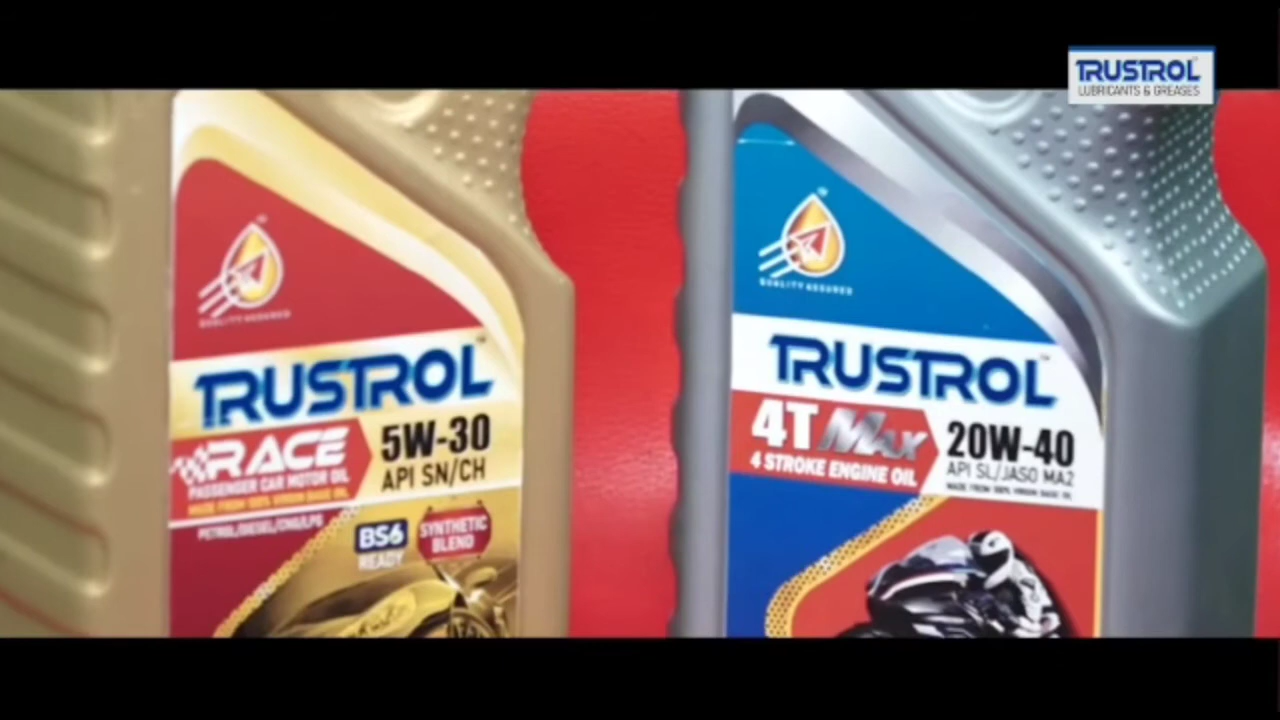 TRUSTROL
LUBRICANTS & GREASES
QUALITY ASSURED
TRUSTROL™
RACE
PASSENGER CAR MOTOR OIL
MADE FROM 100% VIRGIN BASE OIL
5W-30
API SN/CH
PETROL/DIESEL/CNG/LPG
BS6
READY
SYNTHETIC
BLEND
QUALITY ASSURED
TRUSTROL™
4T MAX
4 STROKE ENGINE OIL
20W-40
API SL/JASO MA2
MADE FROM 100% VIRGIN BASE OIL